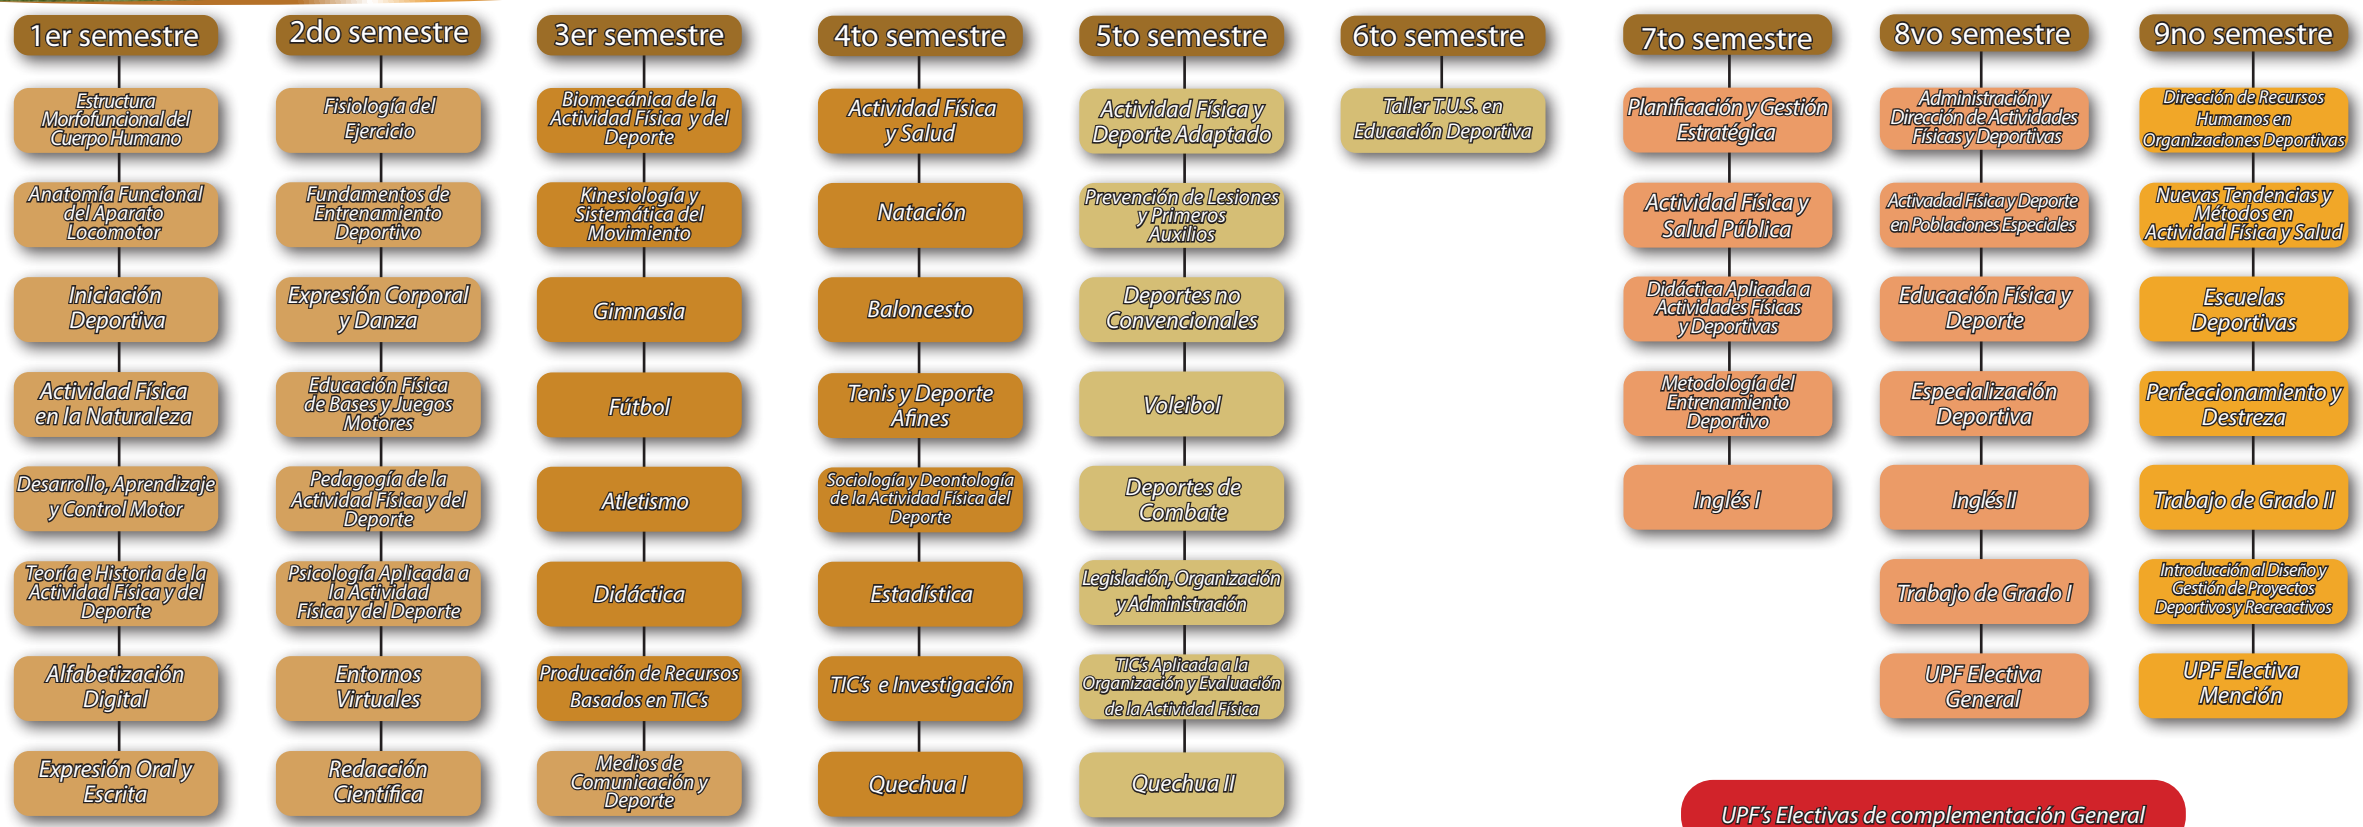 1er semestre
Estructura
Morfofuncional del
Cuerpo Humano
Anatomía Funcional
del Aparato
Locomotor
Iniciación
Deportiva
Actividad Física
en la Naturaleza
Desarrollo, Aprendizaje
y Control Motor
Teoría e Historia de la
Actividad Física y del
Deporte
Alfabetización
Digital
Expresión Oral y
Escrita
2do semestre
Fisiología del
Ejercicio
Fundamentos de
Entrenamiento
Deportivo
Expresión Corporal
y Danza
Educación Física
de Bases y Juegos
Motores
Pedagogía de la
Actividad Física y del
Deporte
Psicología Aplicada a
la Actividad
Física y del Deporte
Entornos
Virtuales
Redacción
Científica
3er semestre
Biomecánica de la
Actividad Física y del
Deporte
Kinesiología y
Sistemática del
Movimiento
Gimnasia
Fútbol
Atletismo
Didáctica
Producción de Recursos
Basados en TIC's
Medios de
Comunicación y
Deporte
4to semestre
Actividad Física
y Salud
Natación
Baloncesto
Tenis y Deporte
Afines
Sociología y Deontología
de la Actividad Física del
Deporte
Estadística
TIC's e Investigación
Quechua I
5to semestre
Actividad Física y
Deporte Adaptado
Prevención de Lesiones
y Primeros
Auxilios
Deportes no
Convencionales
Voleibol
Deportes de
Combate
Legislación, Organización
y Administración
TIC's Aplicada a la
Organización y Evaluación
de la Actividad Física
Quechua II
6to semestre
Taller T.U.S. en
Educación Deportiva
7to semestre
Planificación y Gestión
Estratégica
Actividad Física y
Salud Pública
Didáctica Aplicada a
Actividades Físicas
y Deportivas
Metodología del
Entrenamiento
Deportivo
Inglés I
8vo semestre
Administración y
Dirección de Actividades
Físicas y Deportivas
Activadad Física y Deporte
en Poblaciones Especiales
Educación Física y
Deporte
Especialización
Deportiva
Inglés II
Trabajo de Grado I
UPF Electiva
General
9no semestre
Dirección de Recursos
Humanos en
Organizaciones Deportivas
Nuevas Tendencias y
Métodos en
Actividad Física y Salud
Escuelas
Deportivas
Perfeccionamiento y
Destreza
Trabajo de Grado II
Introducción al Diseño y
Gestión de Proyectos
Deportivos y Recreactivos
UPF Electiva
Mención
UPF's Electivas de complementación General